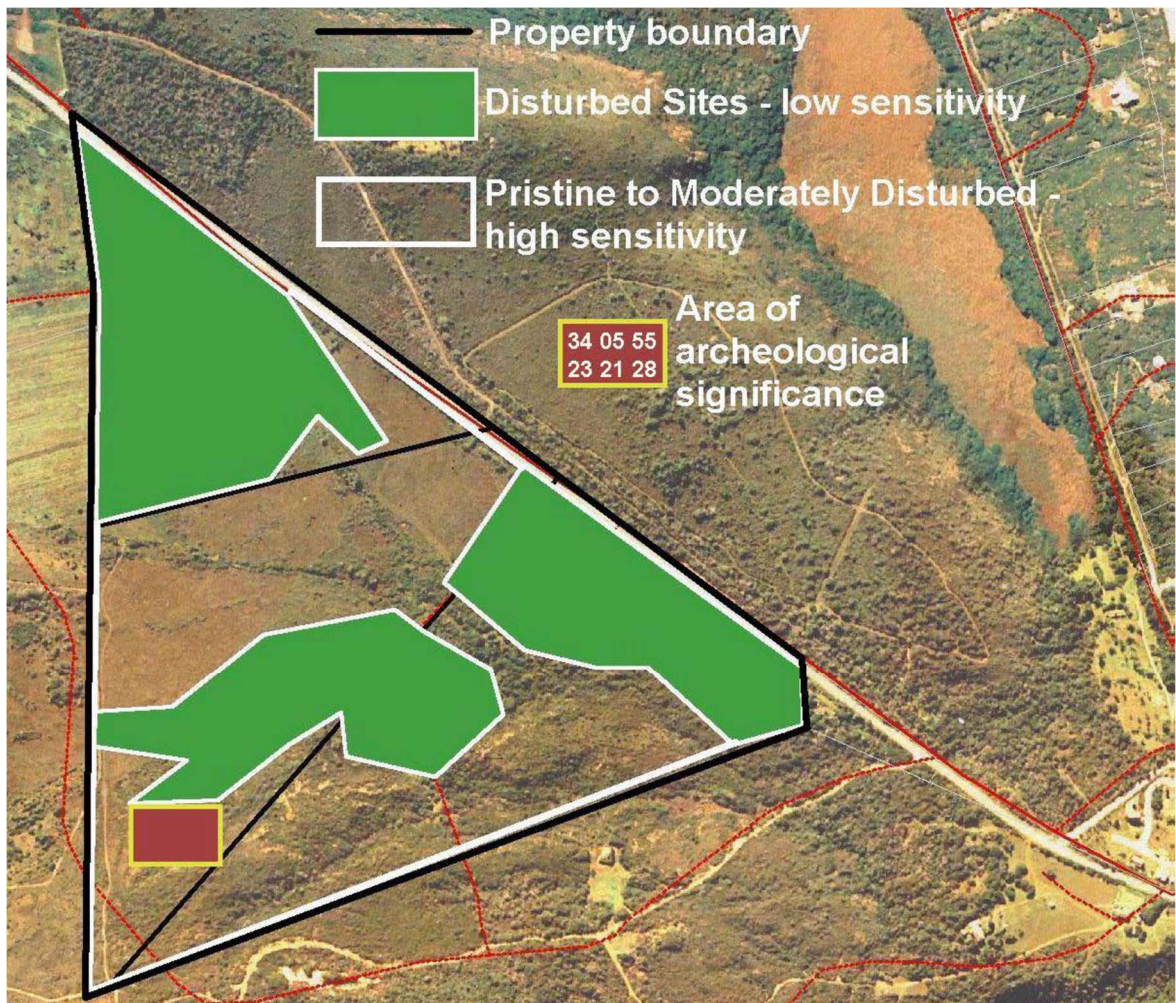 Property boundary
Disturbed Sites - low sensitivity
Pristine to Moderately Disturbed -
high sensitivity
34 05 55
23 21 28
Area of
archeological
significance